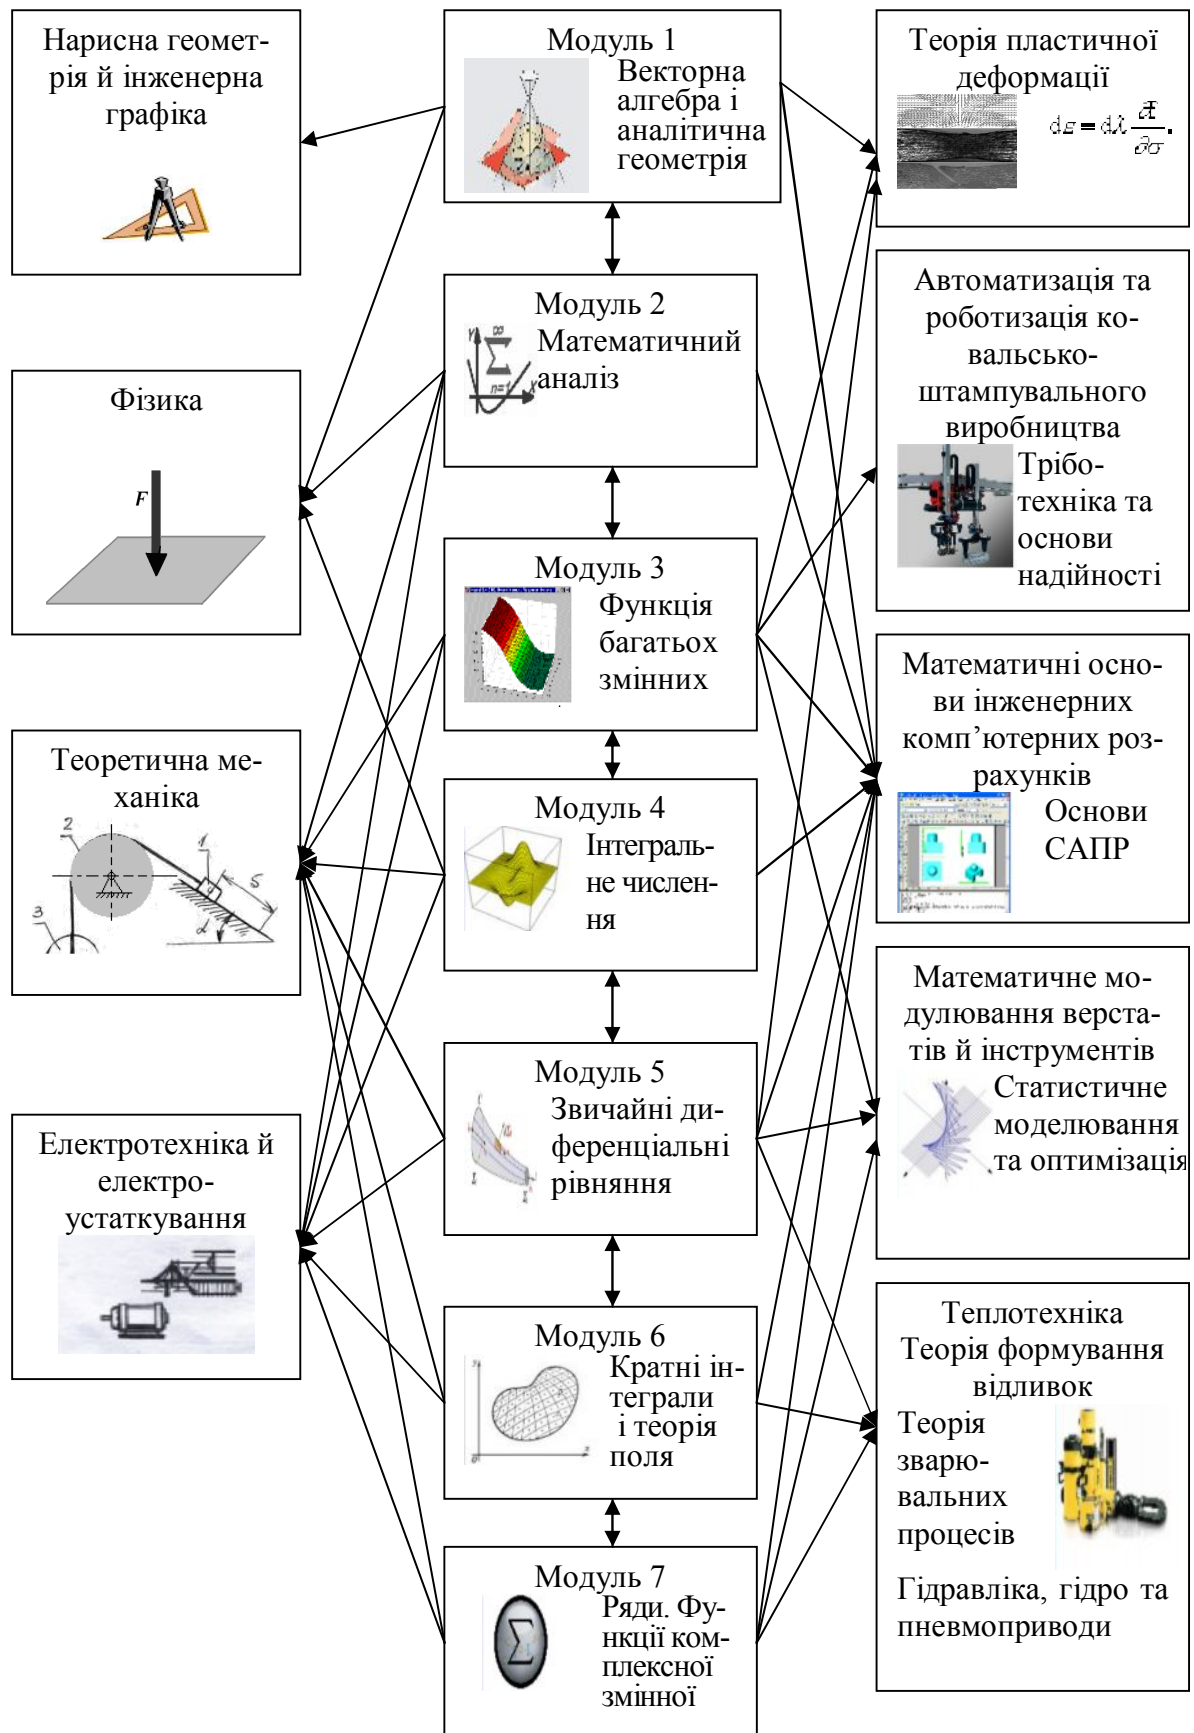 Нарисна геомет-
рія й інженерна
графіка
Фізика
F
Теоретична ме-
ханіка
2
1
S
3
α
Електротехніка й
електро-
устаткування
Модуль 1
Векторна
алгебра і
аналітична
геометрія
Модуль 2
Математичний
аналіз
Y
∞
Σ
n=1
X
Модуль 3
Функція
багатьох
змінних
Модуль 4
Інтеграль-
не числен-
ня
Модуль 5
Звичайні ди-
ференціальні
рівняння
Модуль 6
Кратні ін-
теграли
і теорія
поля
Модуль 7
Ряди. Фу-
нкції ком-
плексної
змінної
Σ
Теорія пластичної
деформації
Автоматизація та
роботизація ко-
вальсько-
штампувального
виробництва
Трібо-
техніка та
основи
надійності
Математичні осно-
ви інженерних
комп’ютерних роз-
рахунків
Основи
САПР
Математичне мо-
дулювання верста-
тів й інструментів
Статистичне
моделювання
та оптимізація
Теплотехніка
Теорія формування
відливок
Теорія
зварю-
вальних
процесів
Гідравліка, гідро та
пневмоприводи